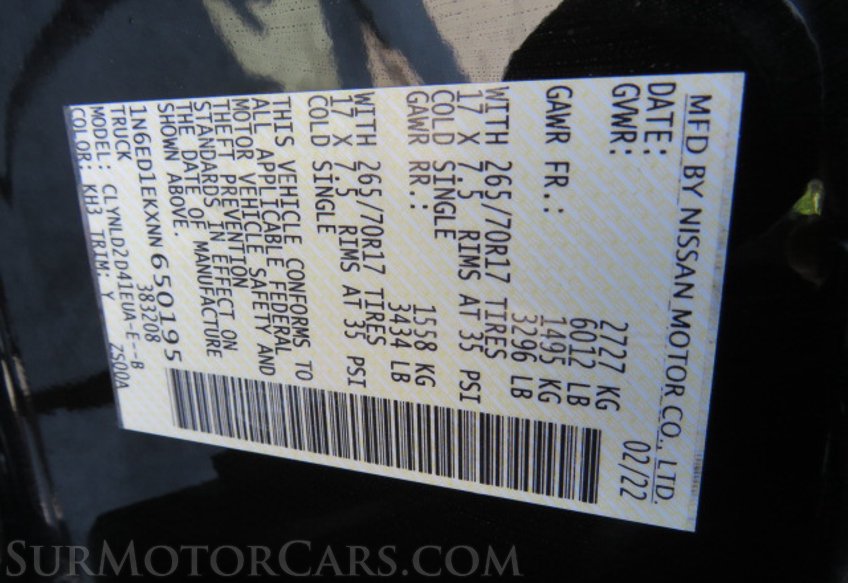 MFD BY NISSAN MOTOR CO., LTD.
DATE: 02/22
GVWR: 2727 KG
6012 LB
GAWR FR.: 1495 KG
3296 LB
WITH 265/70R17 TIRES
17 X 7.5 RIMS AT 35 PSI
COLD SINGLE
GAWR RR.: 1558 KG
3434 LB
WITH 265/70R17 TIRES
17 X 7.5 RIMS AT 35 PSI
COLD SINGLE
THIS VEHICLE CONFORMS TO
ALL APPLICABLE FEDERAL
MOTOR VEHICLE SAFETY AND
THEFT PREVENTION
STANDARDS IN EFFECT ON
THE DATE OF MANUFACTURE
SHOWN ABOVE.
1N6ED1EKXNN650195
TRUCK 383208
MODEL: CLYNLD2D41EUA-E--B
COLOR: KH3 TRIM: Y ZS00A
SURMOTORCARS.COM